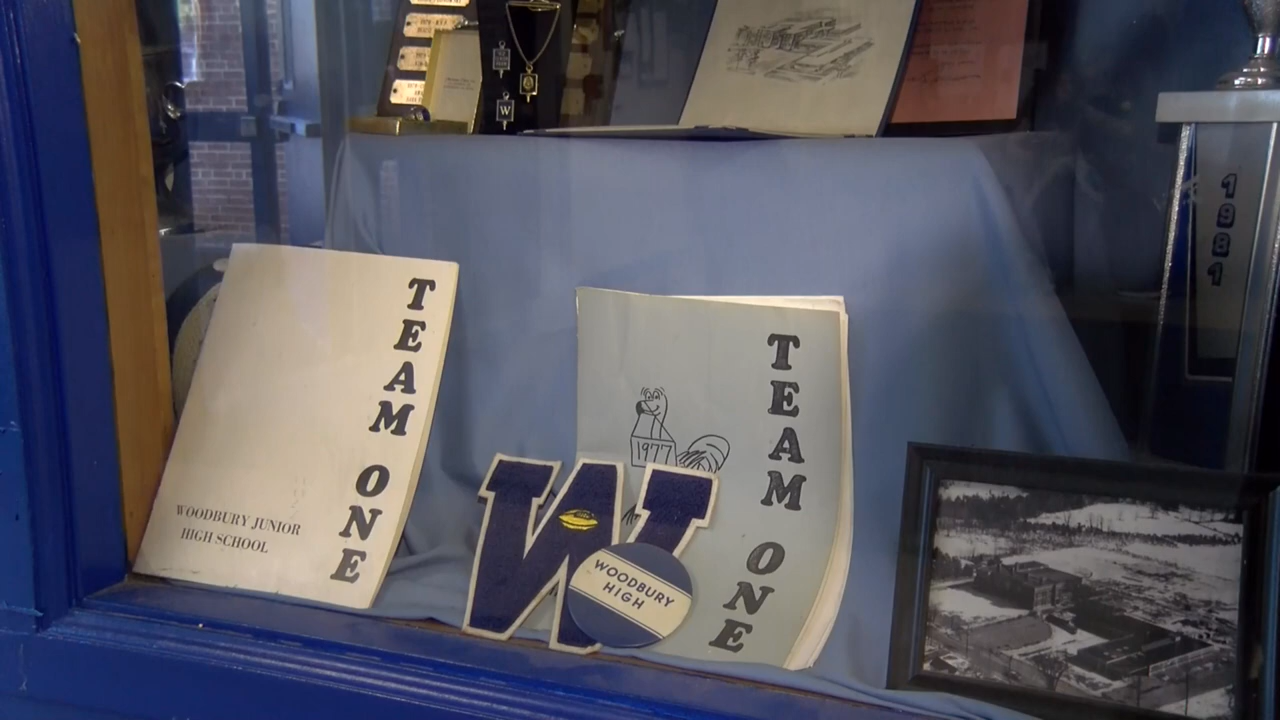 W
1981
TEAM ONE
WOODBURY JUNIOR
HIGH SCHOOL
TEAM ONE
1977
W
WOODBURY
HIGH